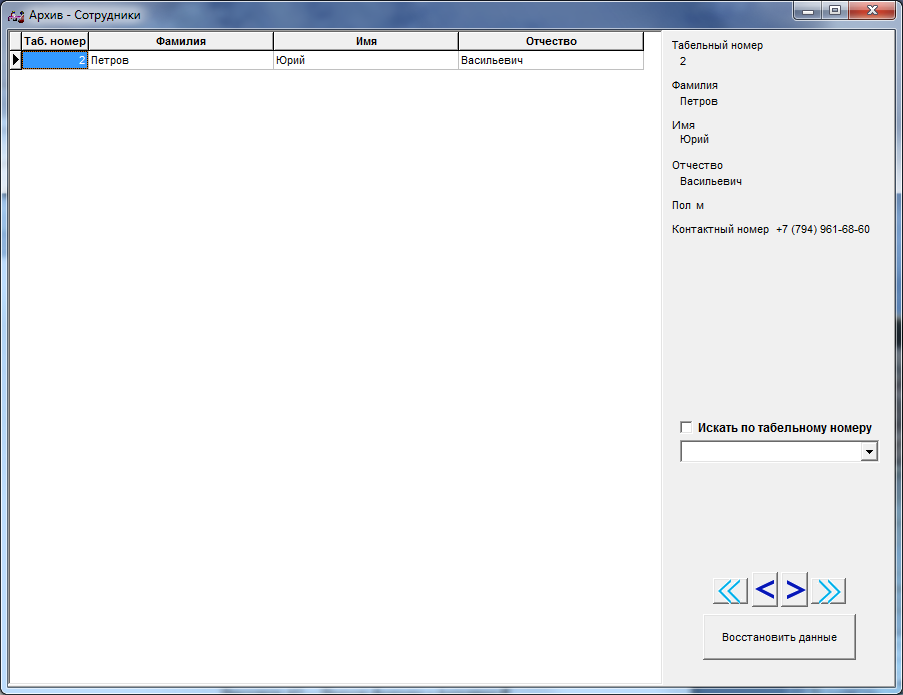 Архив - Сотрудники
Таб. номер Фамилия Имя Отчество
2 Петров Юрий Васильевич
Табельный номер
2
Фамилия
Петров
Имя
Юрий
Отчество
Васильевич
Пол м
Контактный номер +7 (794) 961-68-60
Искать по табельному номеру
<< < > >>
Восстановить данные